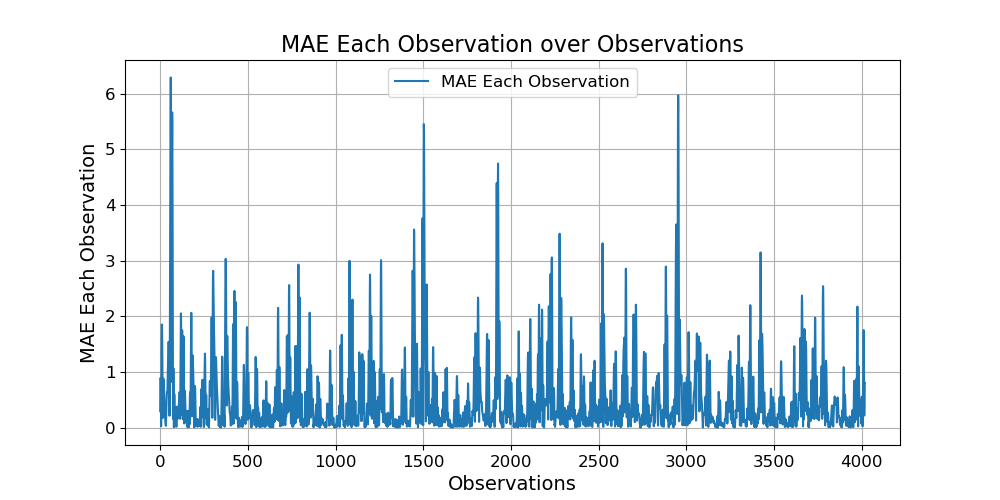 MAE Each Observation over Observations
MAE Each Observation
MAE Each Observation
6
5
4
3
2
1
0
0 500 1000 1500 2000 2500 3000 3500 4000
Observations